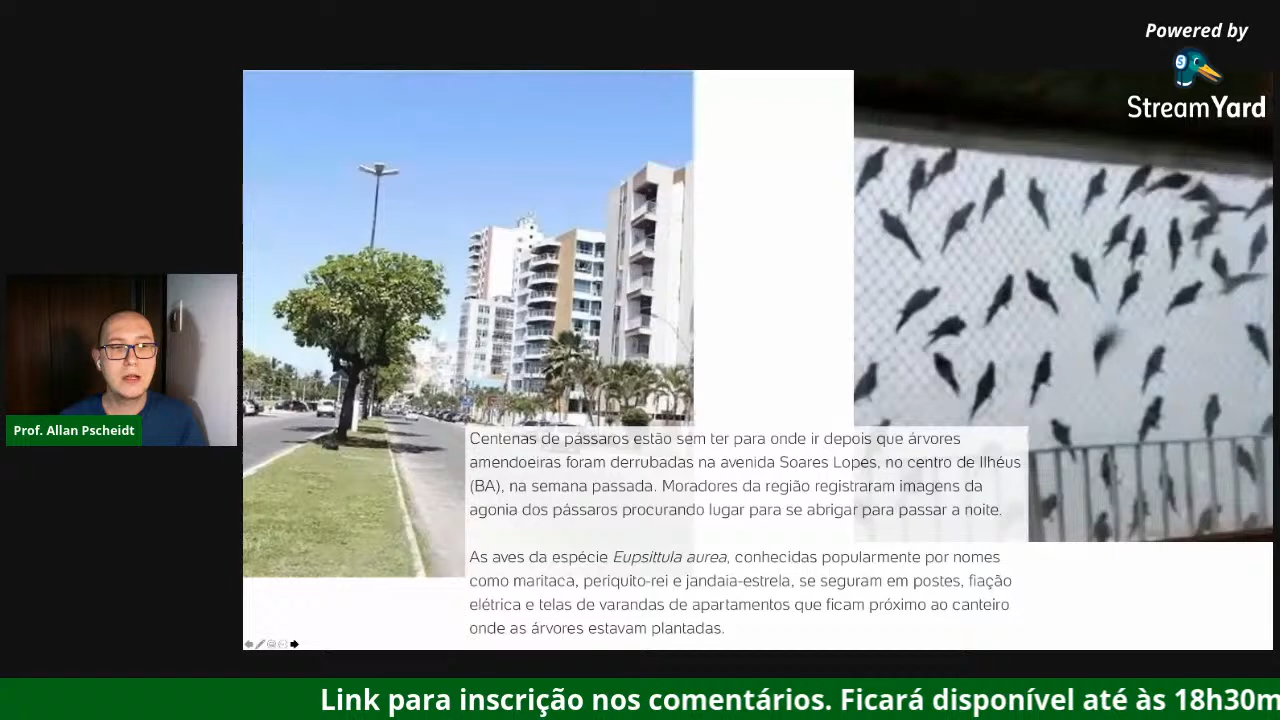 Powered by
StreamYard
Prof. Allan Pscheidt
Centenas de pássaros estão sem ter para onde ir depois que árvores
amendoeiras foram derrubadas na avenida Soares Lopes, no centro de Ilhéus
(BA), na semana passada. Moradores da região registraram imagens da
agonia dos pássaros procurando lugar para se abrigar para passar a noite.
As aves da espécie Eupsittula aurea, conhecidas popularmente por nomes
como maritaca, periquito-rei e jandaia-estrela, se seguram em postes, fiação
elétrica e telas de varandas de apartamentos que ficam próximo ao canteiro
onde as árvores estavam plantadas.
Link para inscrição nos comentários. Ficará disponível até às 18h30m